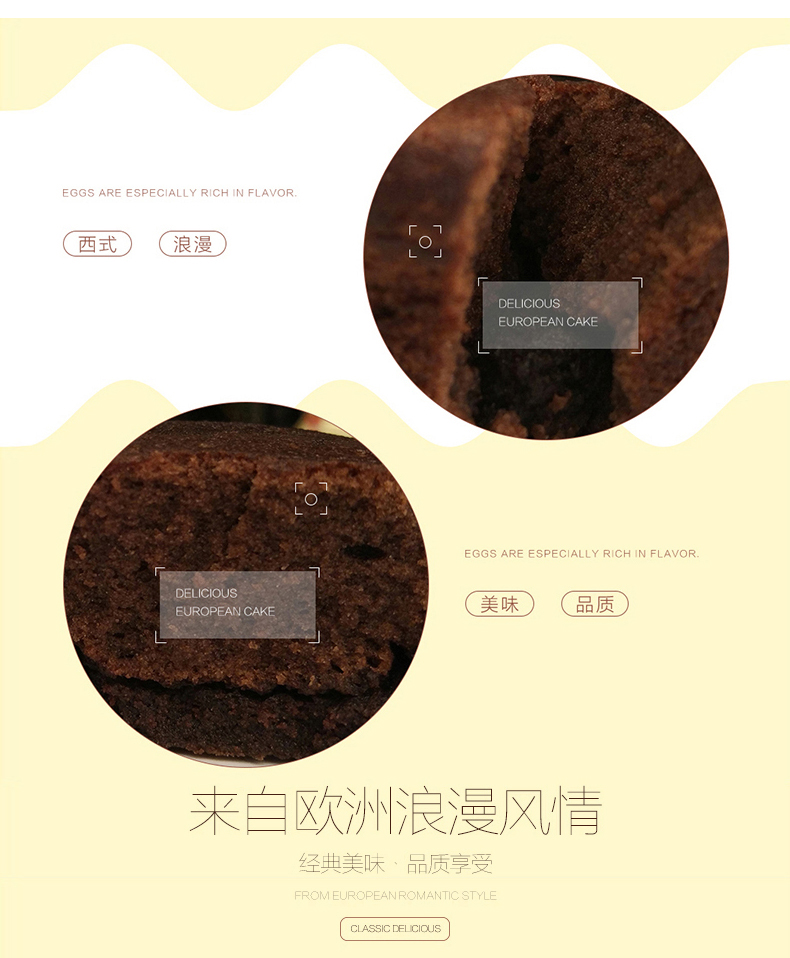 EGGS ARE ESPECIALLY RICH IN FLAVOR.
西式 浪漫
DELICIOUS
EUROPEAN CAKE
DELICIOUS
EUROPEAN CAKE
EGGS ARE ESPECIALLY RICH IN FLAVOR.
美味 品质
来自欧洲浪漫风情
经典美味 · 品质享受
FROM EUROPEAN ROMANTIC STYLE
CLASSIC DELICIOUS